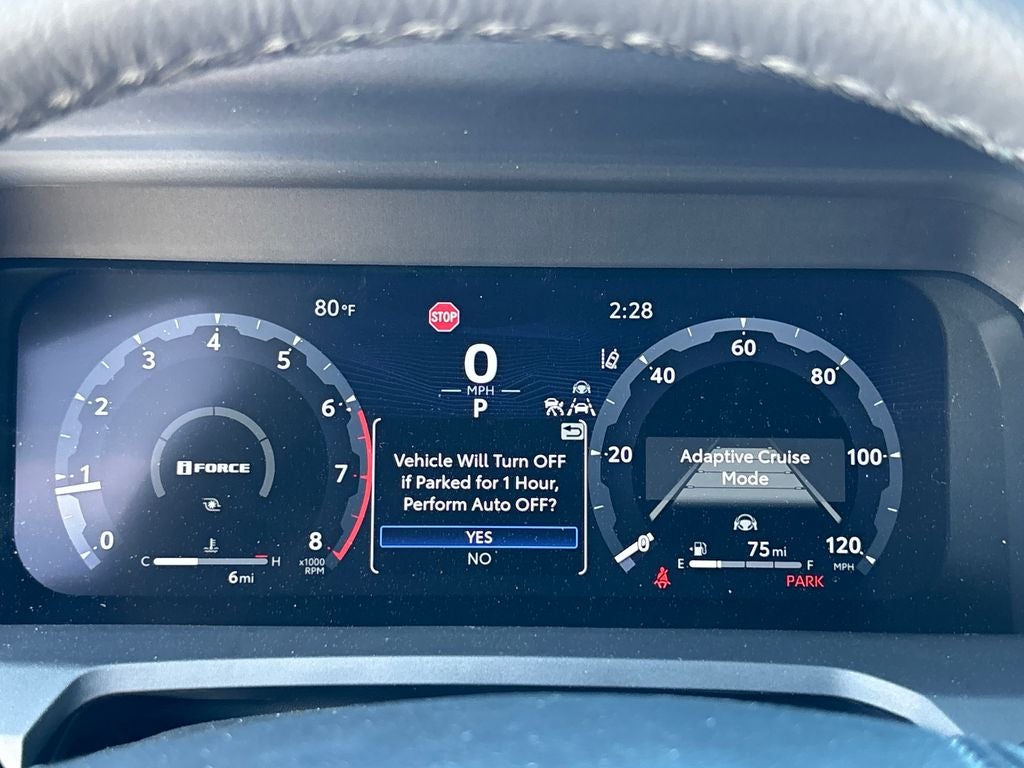 80°F
STOP
2:28
0
MPH
P
0
1
2
3
4
5
6
7
8
x1000
RPM
iFORCE
C
H
6mi
Vehicle Will Turn OFF
if Parked for 1 Hour,
Perform Auto OFF?
YES
NO
0
20
40
60
80
100
120
MPH
Adaptive Cruise
Mode
75mi
E
F
PARK